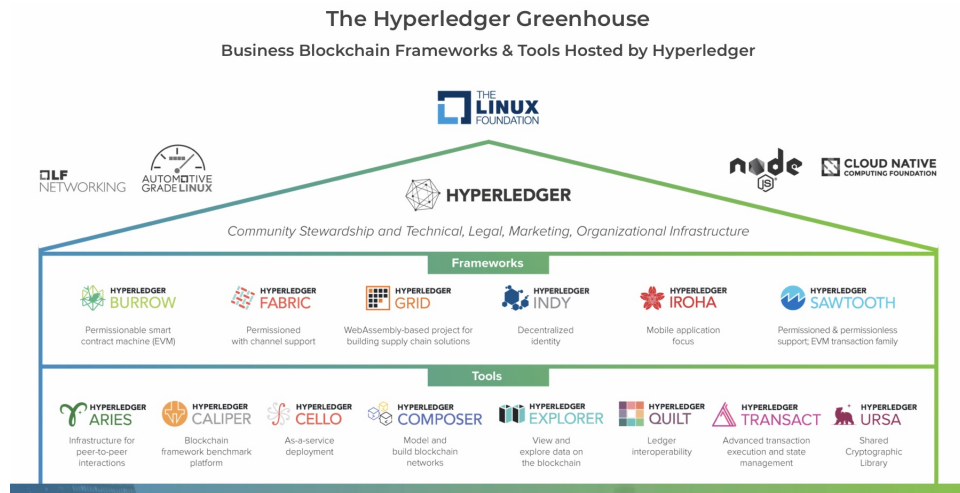 The Hyperledger Greenhouse
Business Blockchain Frameworks & Tools Hosted by Hyperledger
THE
LINUX
FOUNDATION
LF
NETWORKING
AUTOMOTIVE
GRADE LINUX
node
JS
CLOUD NATIVE
COMPUTING FOUNDATION
HYPERLEDGER
Community Stewardship and Technical, Legal, Marketing, Organizational Infrastructure
Frameworks
HYPERLEDGER
BURROW
Permissionable smart
contract machine (EVM)
HYPERLEDGER
FABRIC
Permissioned
with channel support
HYPERLEDGER
GRID
WebAssembly-based project for
building supply chain solutions
HYPERLEDGER
INDY
Decentralized
identity
HYPERLEDGER
IROHA
Mobile application
focus
HYPERLEDGER
SAWTOOTH
Permissioned & permissionless
support; EVM transaction family
Tools
HYPERLEDGER
ARIES
Infrastructure for
peer-to-peer
interactions
HYPERLEDGER
CALIPER
Blockchain
framework benchmark
platform
HYPERLEDGER
CELLO
As-a-service
deployment
HYPERLEDGER
COMPOSER
Model and
build blockchain
networks
HYPERLEDGER
EXPLORER
View and
explore data on
the blockchain
HYPERLEDGER
QUILT
Ledger
interoperability
HYPERLEDGER
TRANSACT
Advanced transaction
execution and state
management
HYPERLEDGER
URSA
Shared
Cryptographic
Library